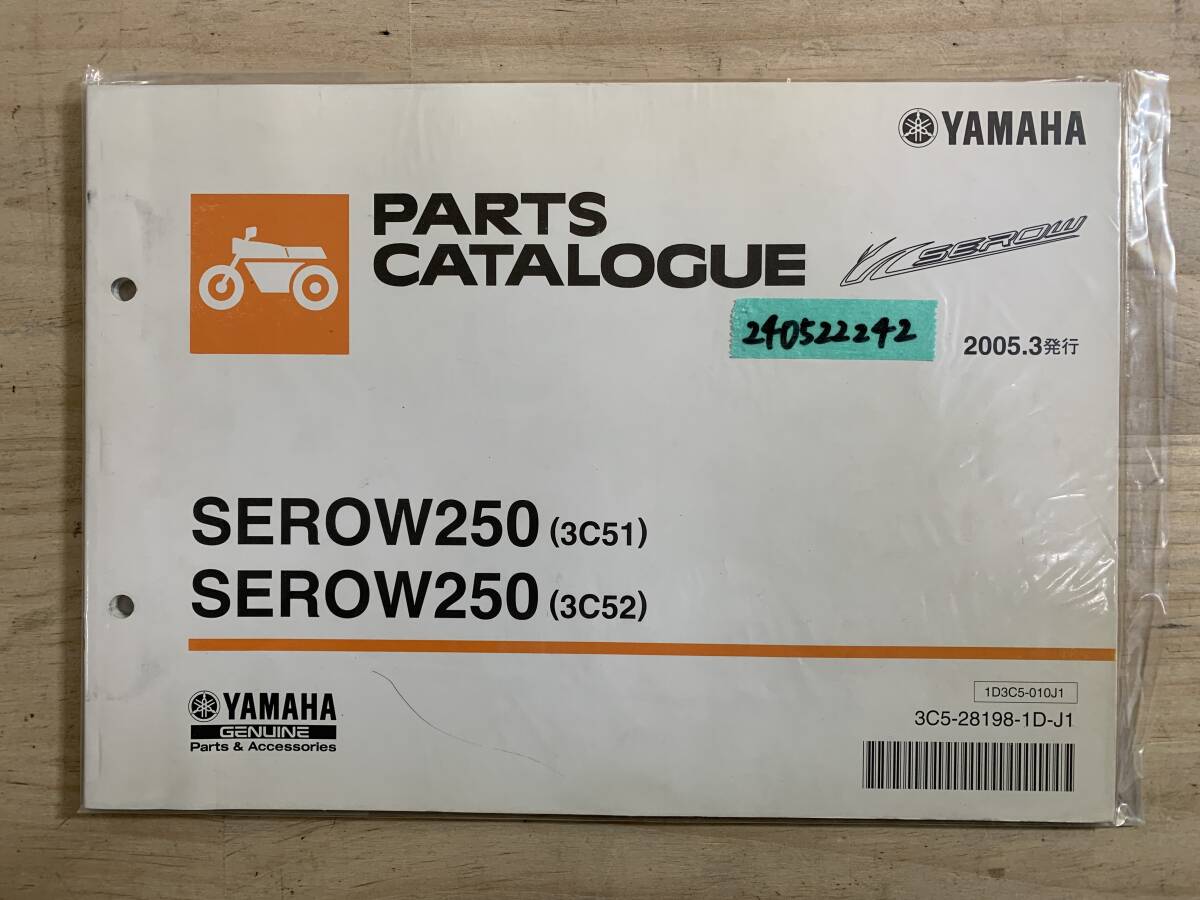 YAMAHA
PARTS
CATALOGUE
SEROW
240522242
2005.3発行
SEROW250 (3C51)
SEROW250 (3C52)
YAMAHA
GENUINE
Parts & Accessories
1D3C5-010J1
3C5-28198-1D-J1